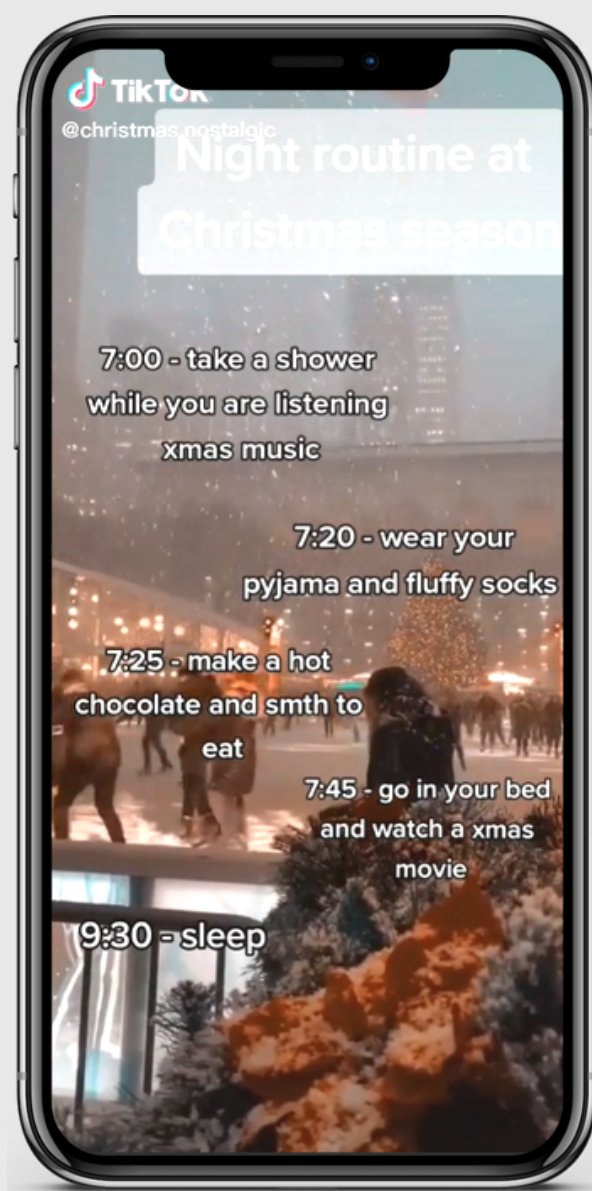 TikTok
@christmas.nostalgic
Night routine at
Christmas season
7:00 - take a shower
while you are listening
xmas music
7:20 - wear your
pyjama and fluffy socks
7:25 - make a hot
chocolate and smth to
eat
7:45 - go in your bed
and watch a xmas
movie
9:30 - sleep